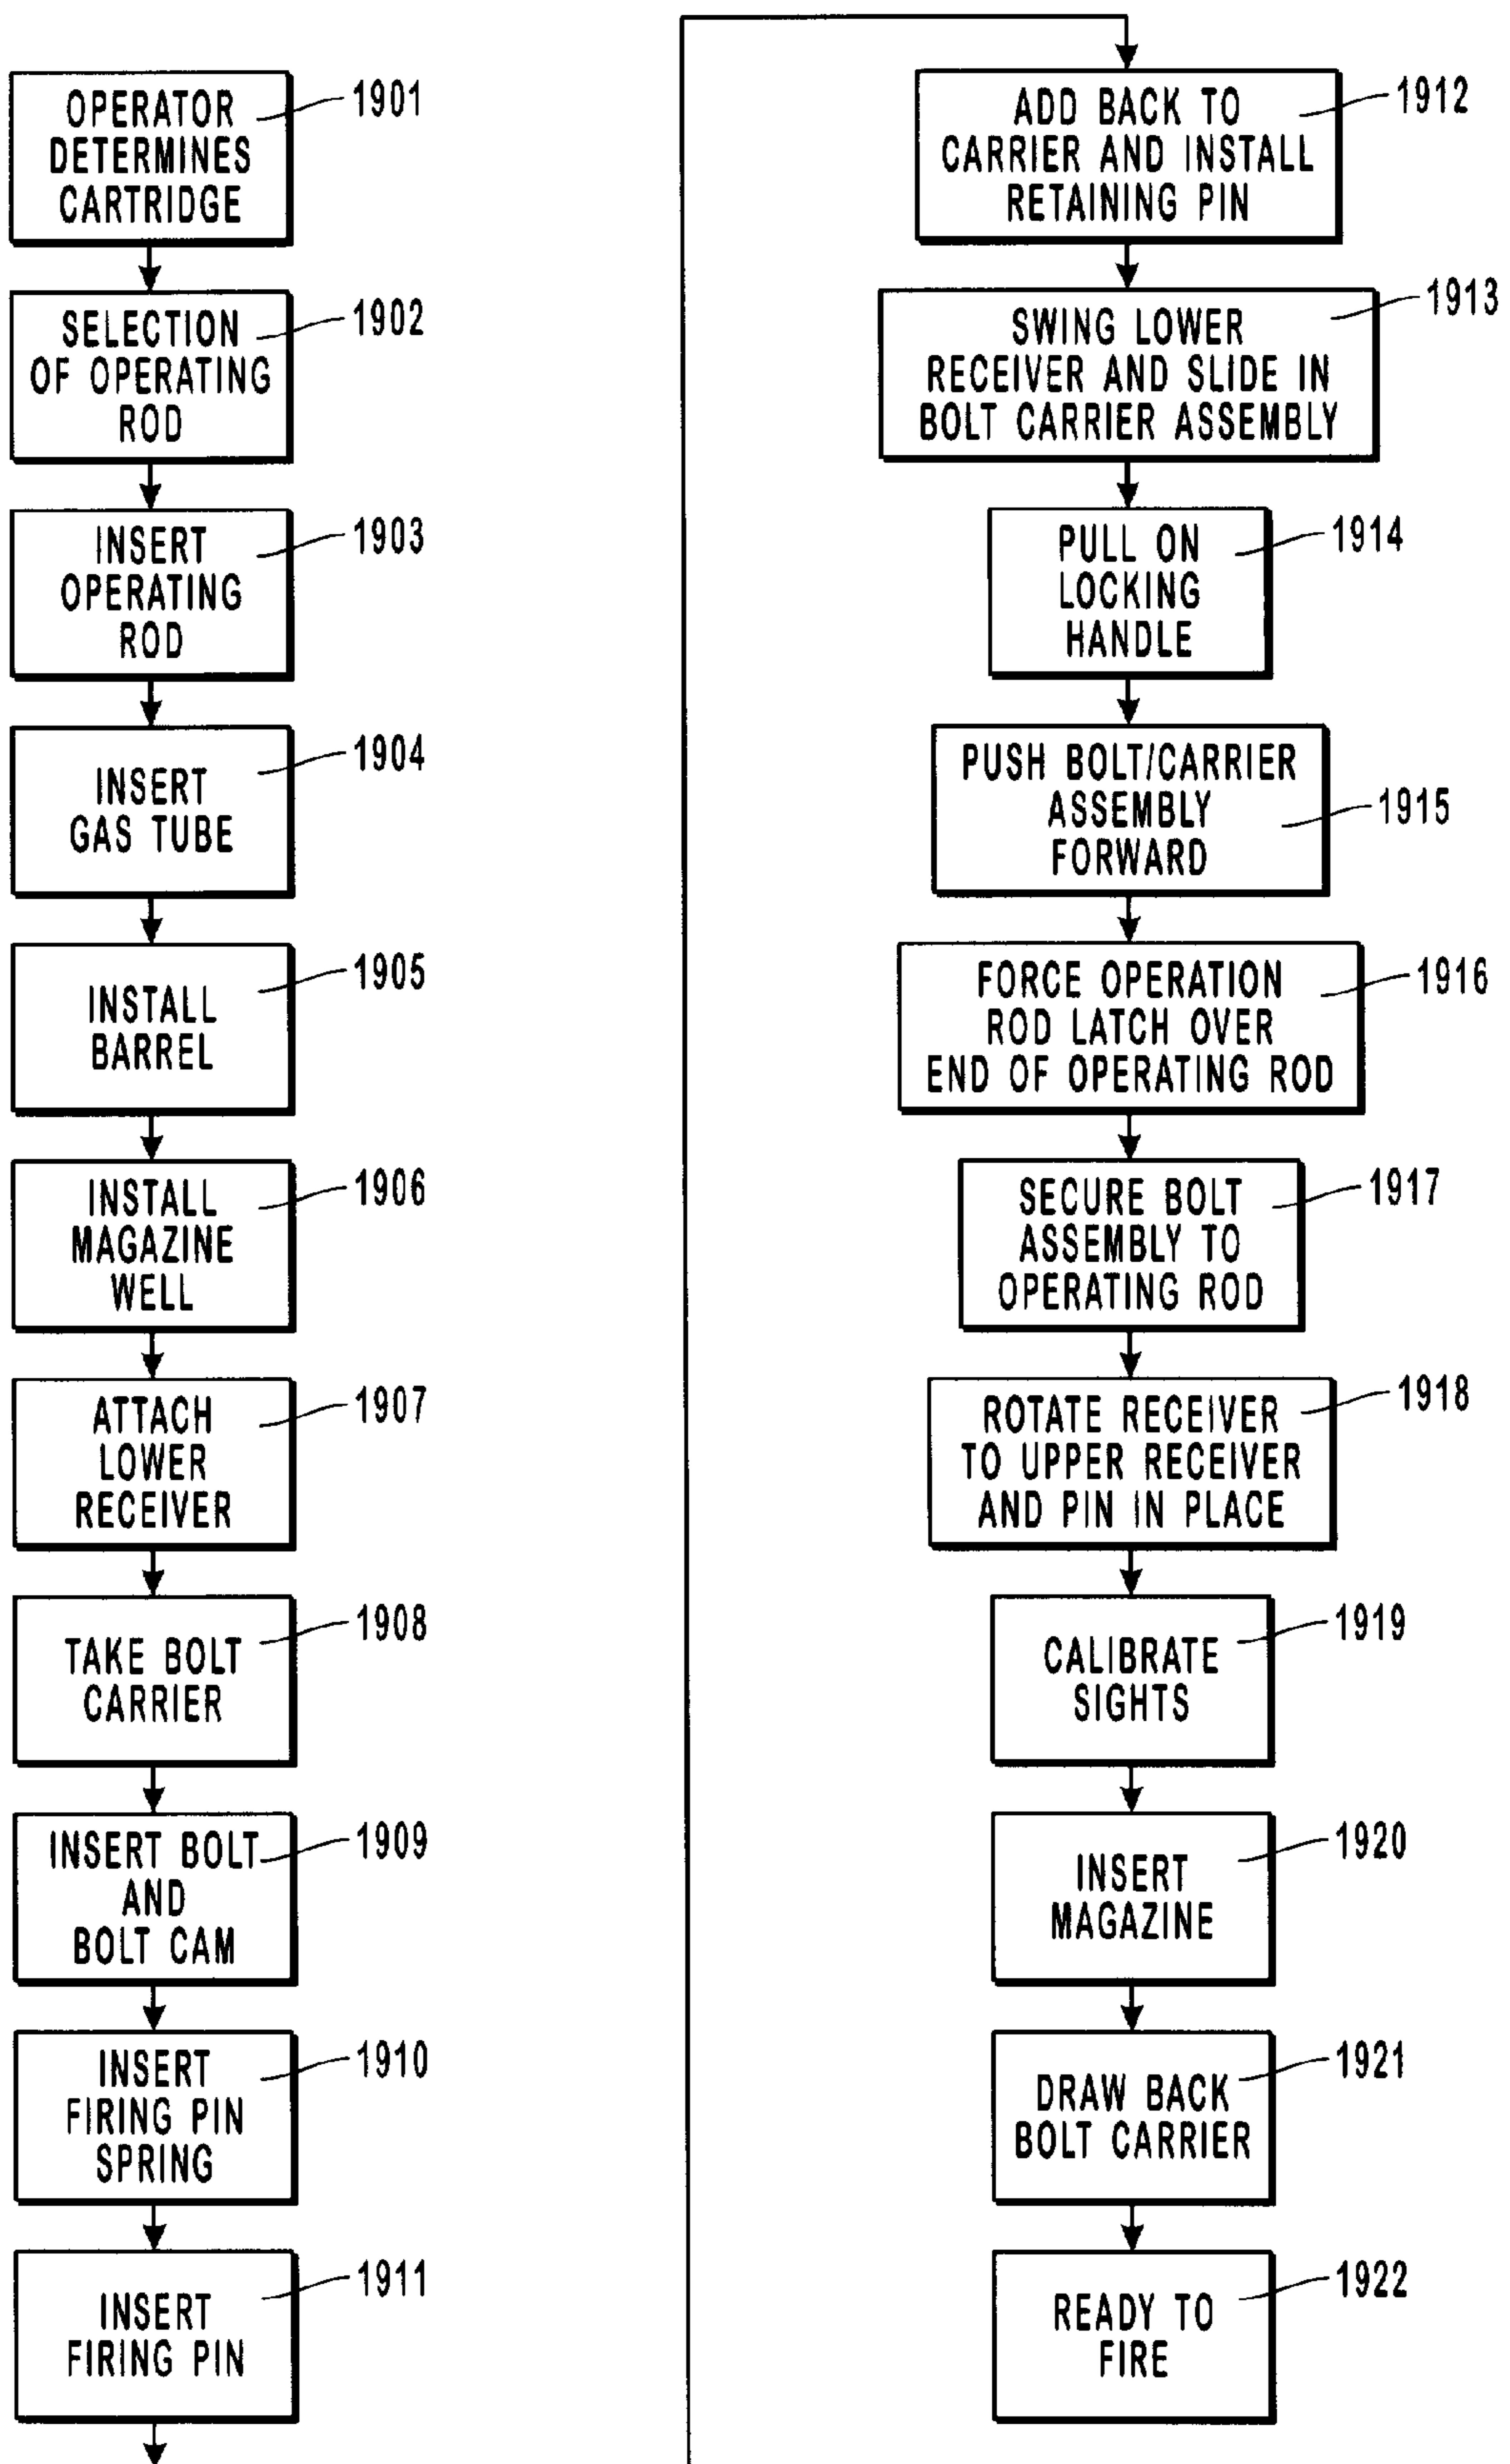 OPERATOR
DETERMINES
CARTRIDGE
1901
SELECTION
OF OPERATING
ROD
1902
INSERT
OPERATING
ROD
1903
INSERT
GAS TUBE
1904
INSTALL
BARREL
1905
INSTALL
MAGAZINE
WELL
1906
ATTACH
LOWER
RECEIVER
1907
TAKE BOLT
CARRIER
1908
INSERT BOLT
AND
BOLT CAM
1909
INSERT
FIRING PIN
SPRING
1910
INSERT
FIRING PIN
1911
ADD BACK TO
CARRIER AND INSTALL
RETAINING PIN
1912
SWING LOWER
RECEIVER AND SLIDE IN
BOLT CARRIER ASSEMBLY
1913
PULL ON
LOCKING
HANDLE
1914
PUSH BOLT/CARRIER
ASSEMBLY
FORWARD
1915
FORCE OPERATION
ROD LATCH OVER
END OF OPERATING ROD
1916
SECURE BOLT
ASSEMBLY TO
OPERATING ROD
1917
ROTATE RECEIVER
TO UPPER RECEIVER
AND PIN IN PLACE
1918
CALIBRATE
SIGHTS
1919
INSERT
MAGAZINE
1920
DRAW BACK
BOLT CARRIER
1921
READY TO
FIRE
1922